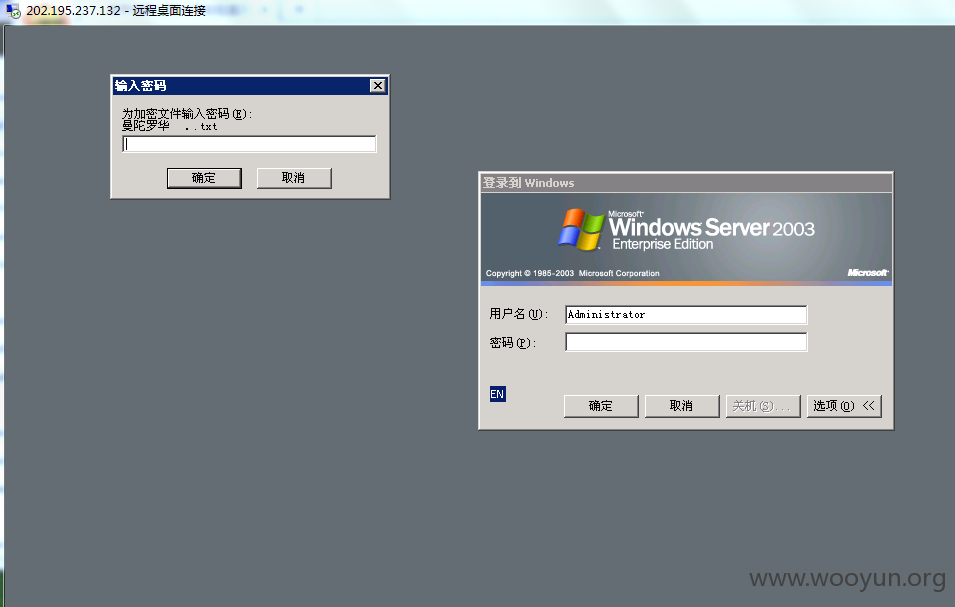 202.195.237.132 - 远程桌面连接
输入密码
为加密文件输入密码(E):
曼陀罗华 ..txt
确定 取消
登录到 Windows
Microsoft
Windows Server 2003
Enterprise Edition
Copyright © 1985-2003 Microsoft Corporation Microsoft
用户名(U): Administrator
密码(P):
EN
确定 取消 关机(S)... 选项(O) <<
www.wooyun.org